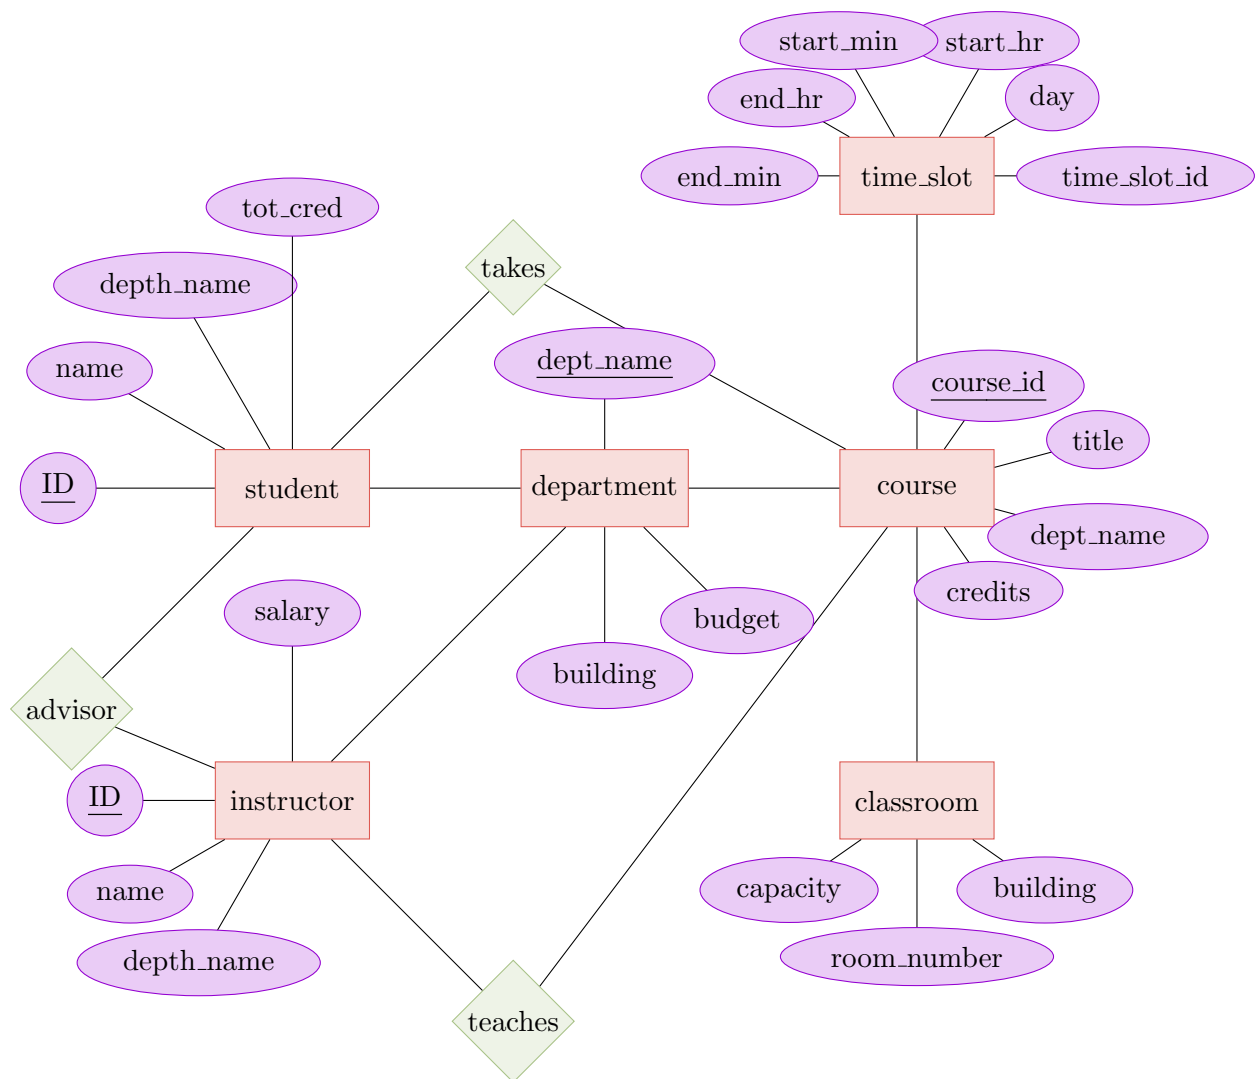 start_min
start_hr
end_hr
day
end_min
time_slot
time_slot_id
tot_cred
takes
depth_name
name
dept_name
course_id
title
ID
student
department
course
dept_name
credits
salary
budget
building
advisor
ID
instructor
classroom
name
capacity
building
depth_name
room_number
teaches